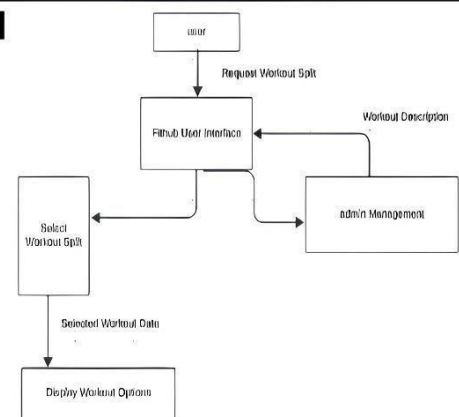 user
Request Workout Split
Workout Description
Fithub User Interface
admin Management
Select
Workout Split
Selected Workout Data
Display Workout Options